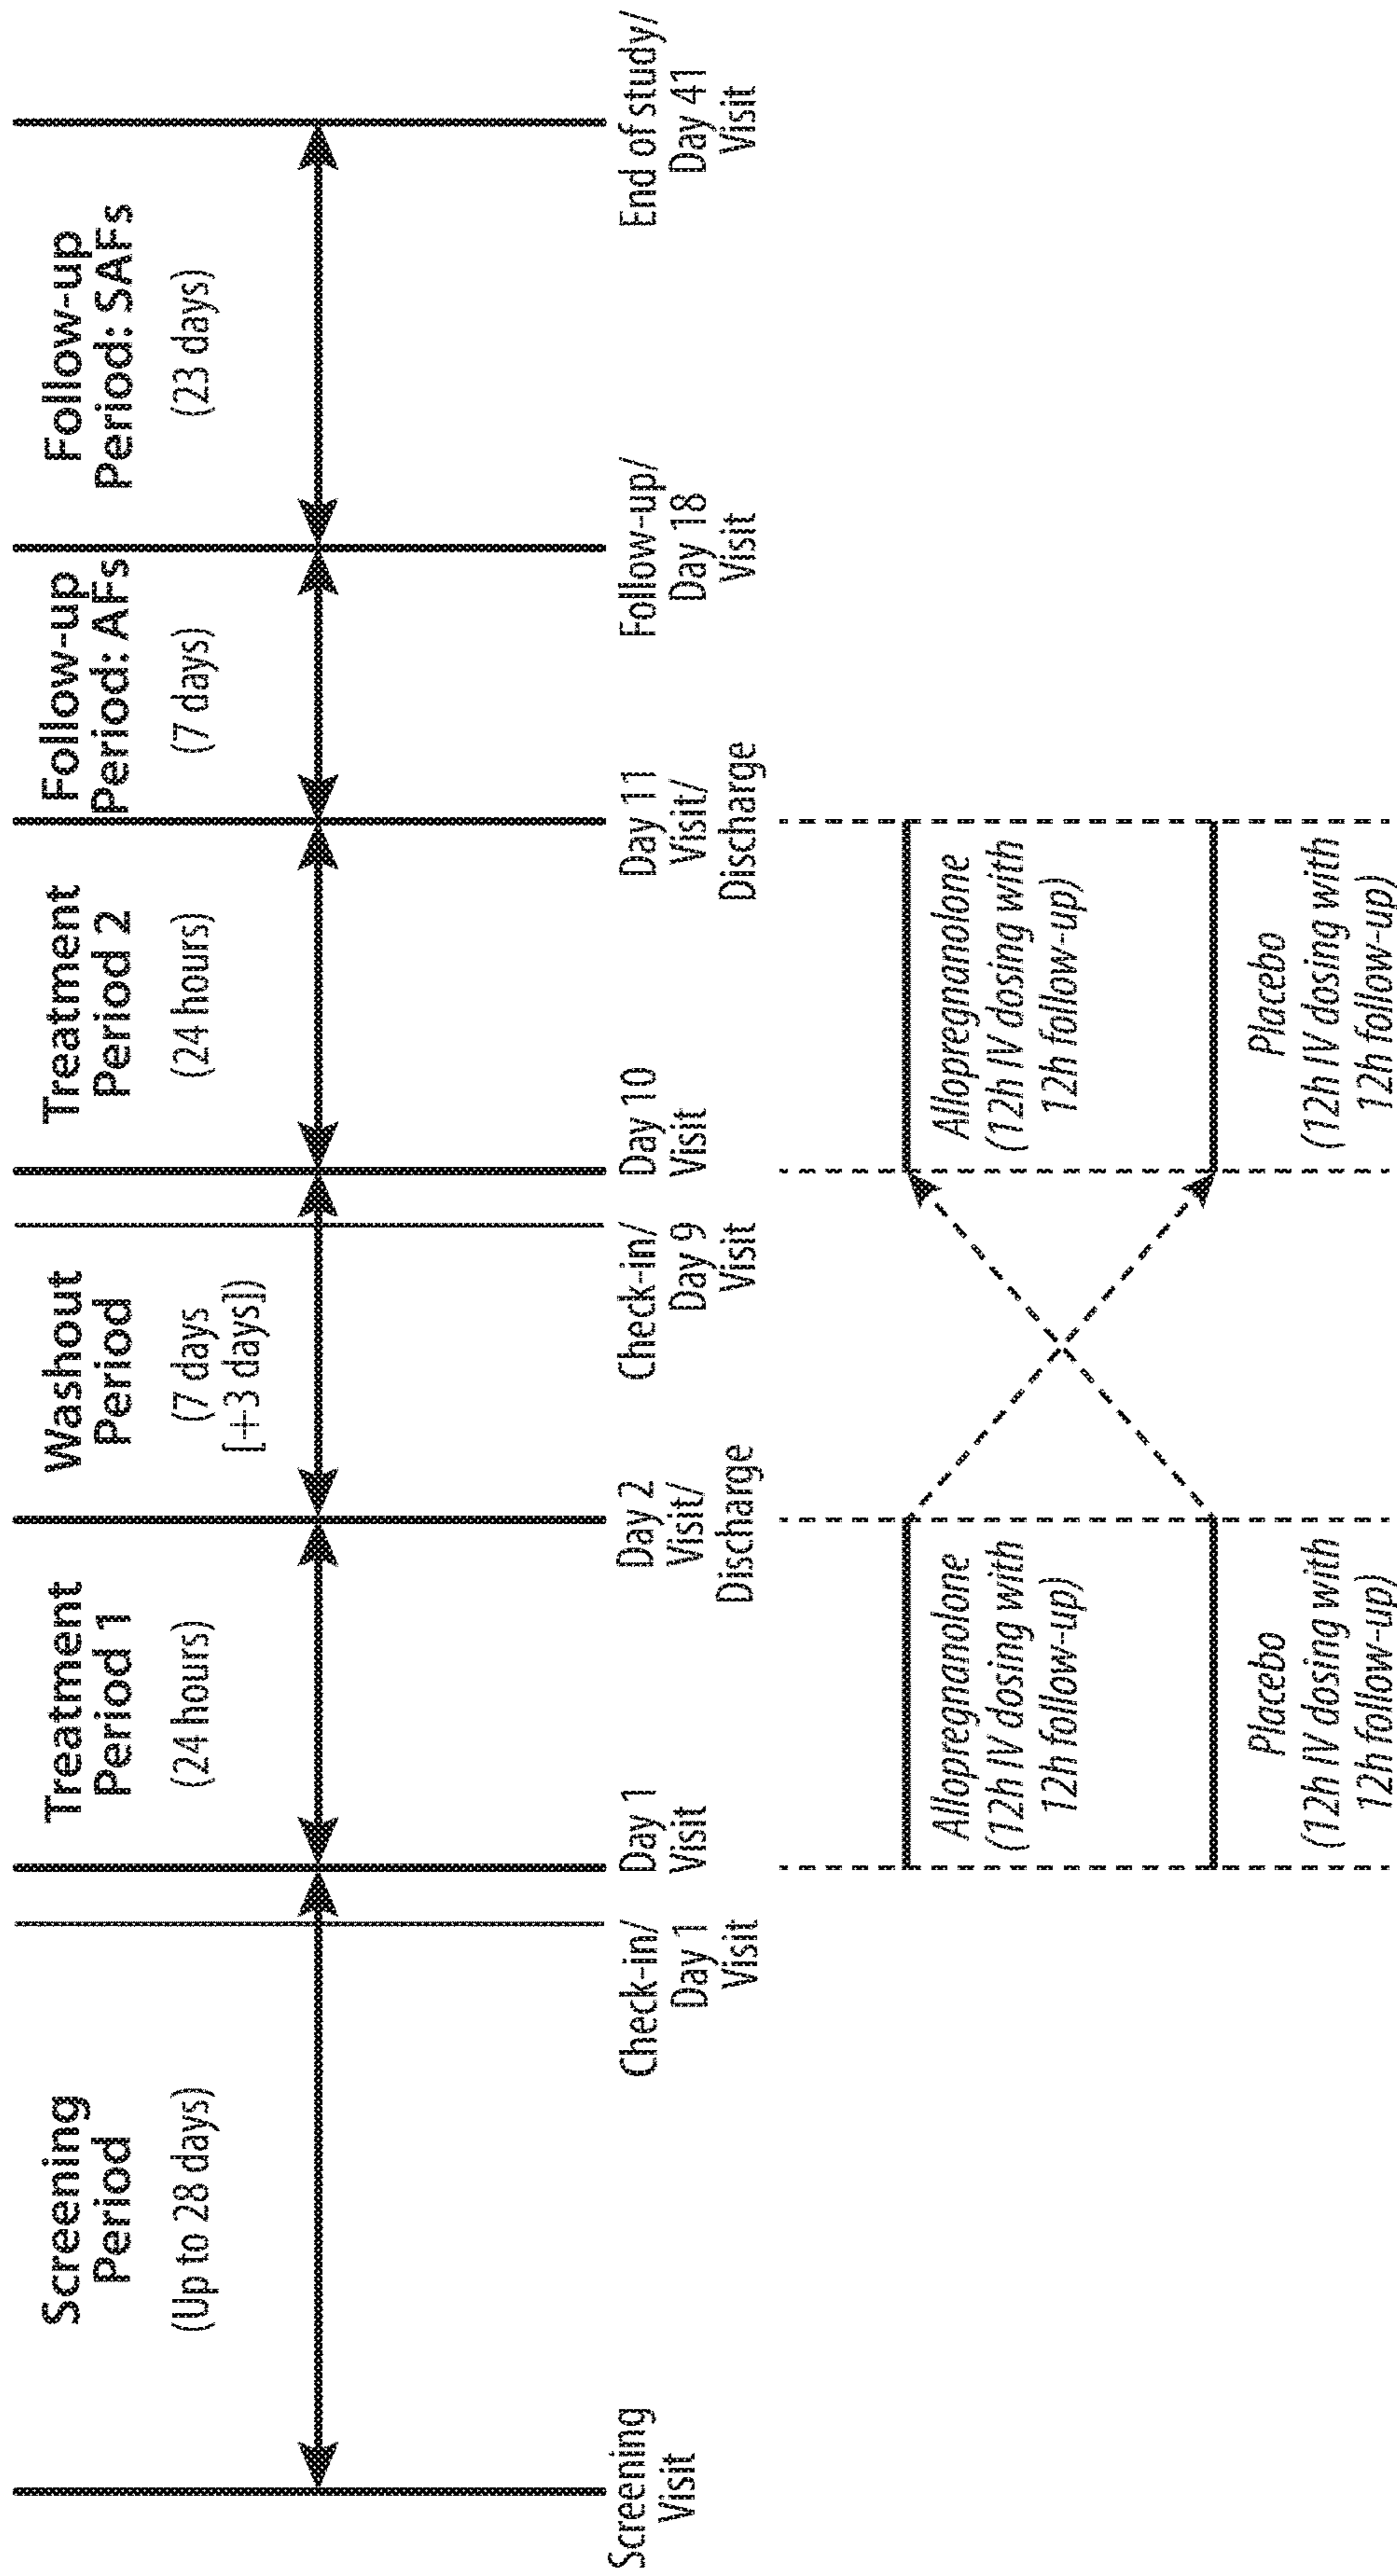 Screening
Period
(Up to 28 days)
Treatment
Period 1
(24 hours)
Washout
Period
(7 days
[+3 days])
Treatment
Period 2
(24 hours)
Follow-up
Period: AFs
(7 days)
Follow-up
Period: SAFs
(23 days)
Screening
Visit
Check-in/
Day 1
Visit
Day 1
Visit
Day 2
Visit/
Discharge
Check-in/
Day 9
Visit
Day 10
Visit
Day 11
Visit/
Discharge
Follow-up/
Day 18
Visit
End of study/
Day 41
Visit
Allopregnanolone
(12h IV dosing with
12h follow-up)
Allopregnanolone
(12h IV dosing with
12h follow-up)
Placebo
(12h IV dosing with
12h follow-up)
Placebo
(12h IV dosing with
12h follow-up)